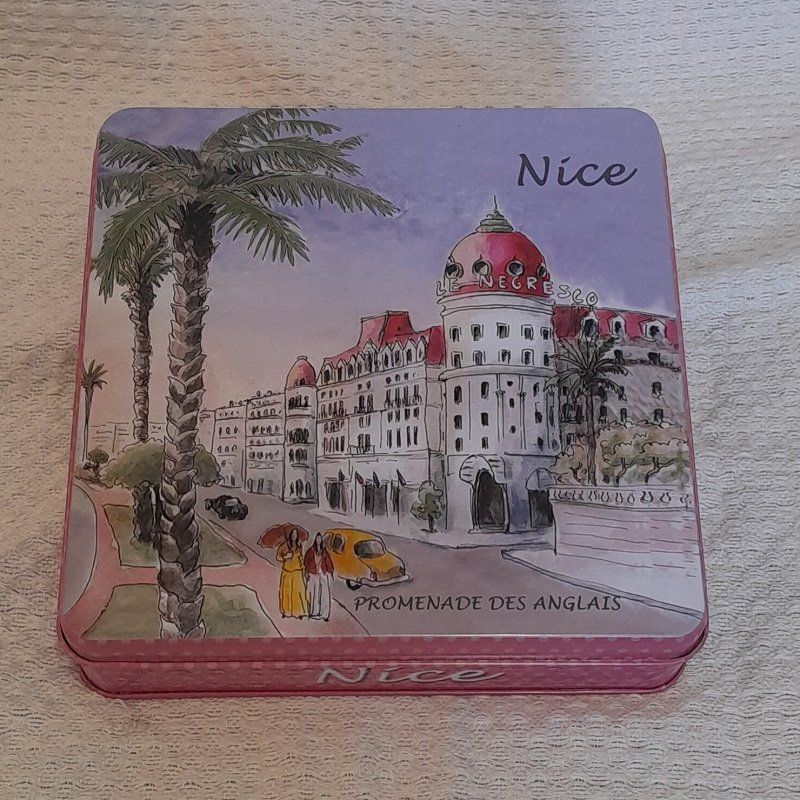 Nice
LE NEGRESCO
PROMENADE DES ANGLAIS
Nice